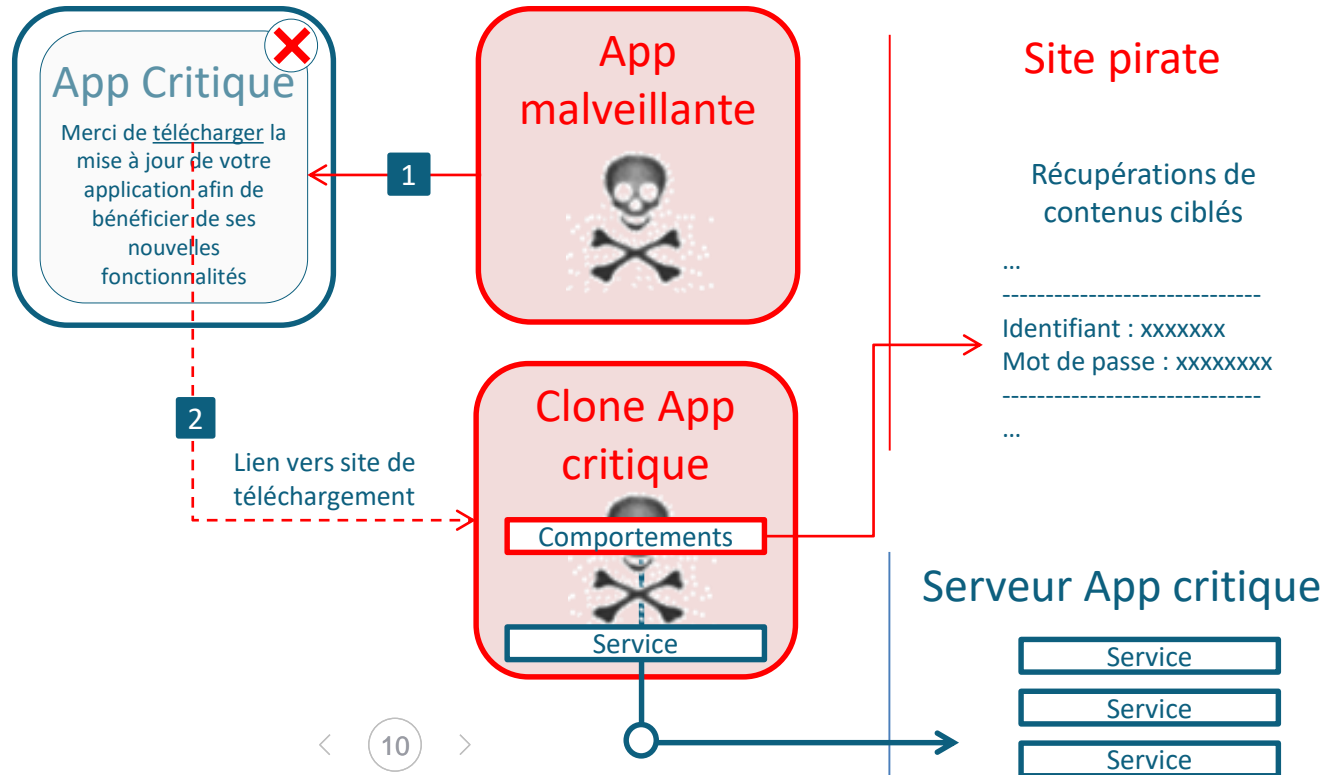 App Critique
Merci de télécharger la
mise à jour de votre
application afin de
bénéficier de ses
nouvelles
fonctionnalités
1
App
malveillante
Site pirate
Récupérations de
contenus ciblés
...
------------------------------
Identifiant : xxxxxxx
Mot de passe : xxxxxxxx
------------------------------
...
2
Lien vers site de
téléchargement
Clone App
critique
Comportements
Service
Serveur App critique
Service
Service
Service
< 10 >